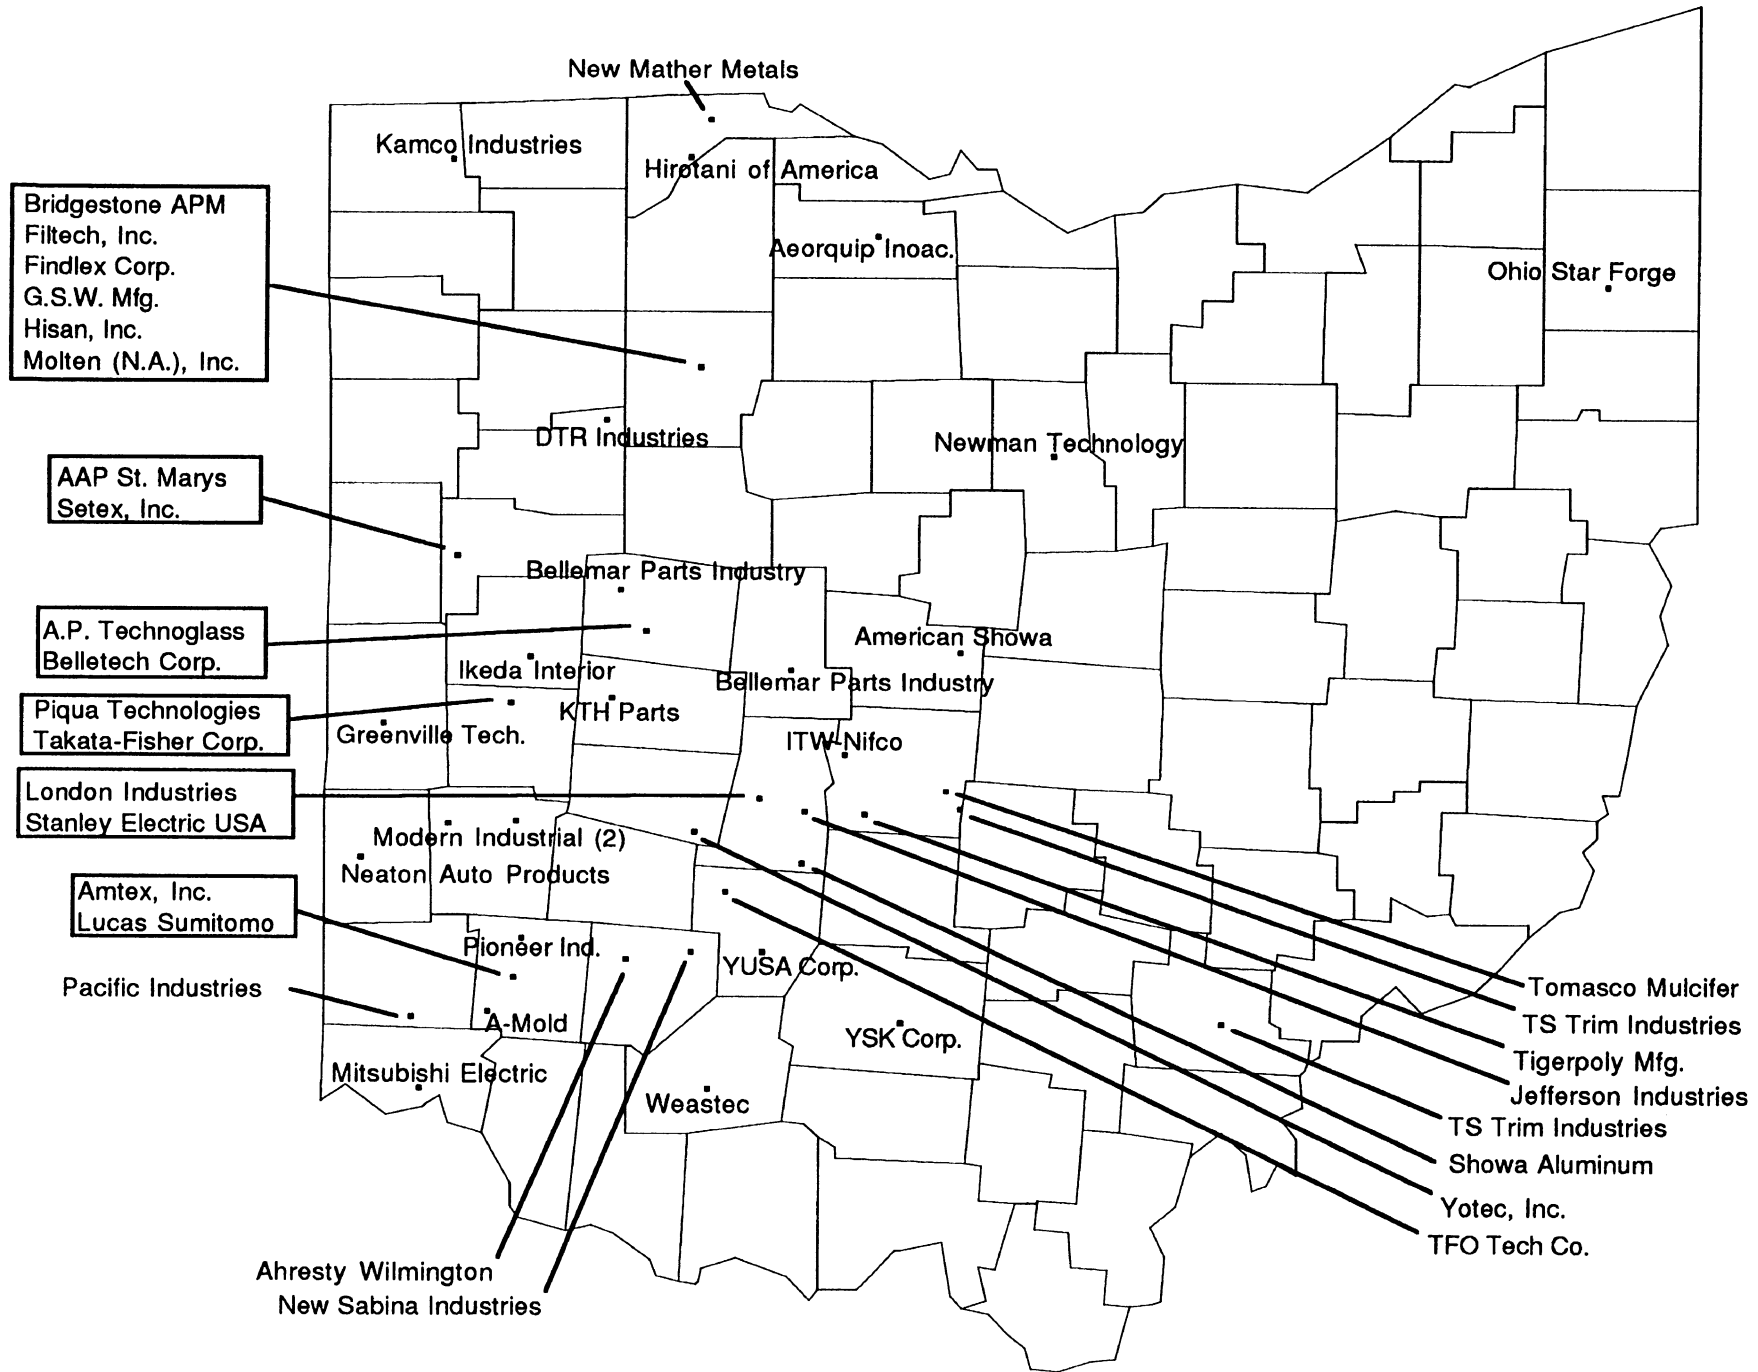 New Mather Metals
Kamco Industries
Hirotani of America
Bridgestone APM
Filtech, Inc.
Findlex Corp.
G.S.W. Mfg.
Hisan, Inc.
Molten (N.A.), Inc.
Aeorquip Inoac.
Ohio Star Forge
DTR Industries
Newman Technology
AAP St. Marys
Setex, Inc.
Bellemar Parts Industry
A.P. Technoglass
Belletech Corp.
American Showa
Ikeda Interior
Bellemar Parts Industry
Piqua Technologies
Takata-Fisher Corp.
KTH Parts
Greenville Tech.
ITW-Nifco
London Industries
Stanley Electric USA
Modern Industrial (2)
Neaton Auto Products
Amtex, Inc.
Lucas Sumitomo
Pioneer Ind.
YUSA Corp.
Pacific Industries
A-Mold
YSK Corp.
Mitsubishi Electric
Weastec
Tomasco Mulcifer
TS Trim Industries
Tigerpoly Mfg.
Jefferson Industries
TS Trim Industries
Showa Aluminum
Yotec, Inc.
TFO Tech Co.
Ahresty Wilmington
New Sabina Industries